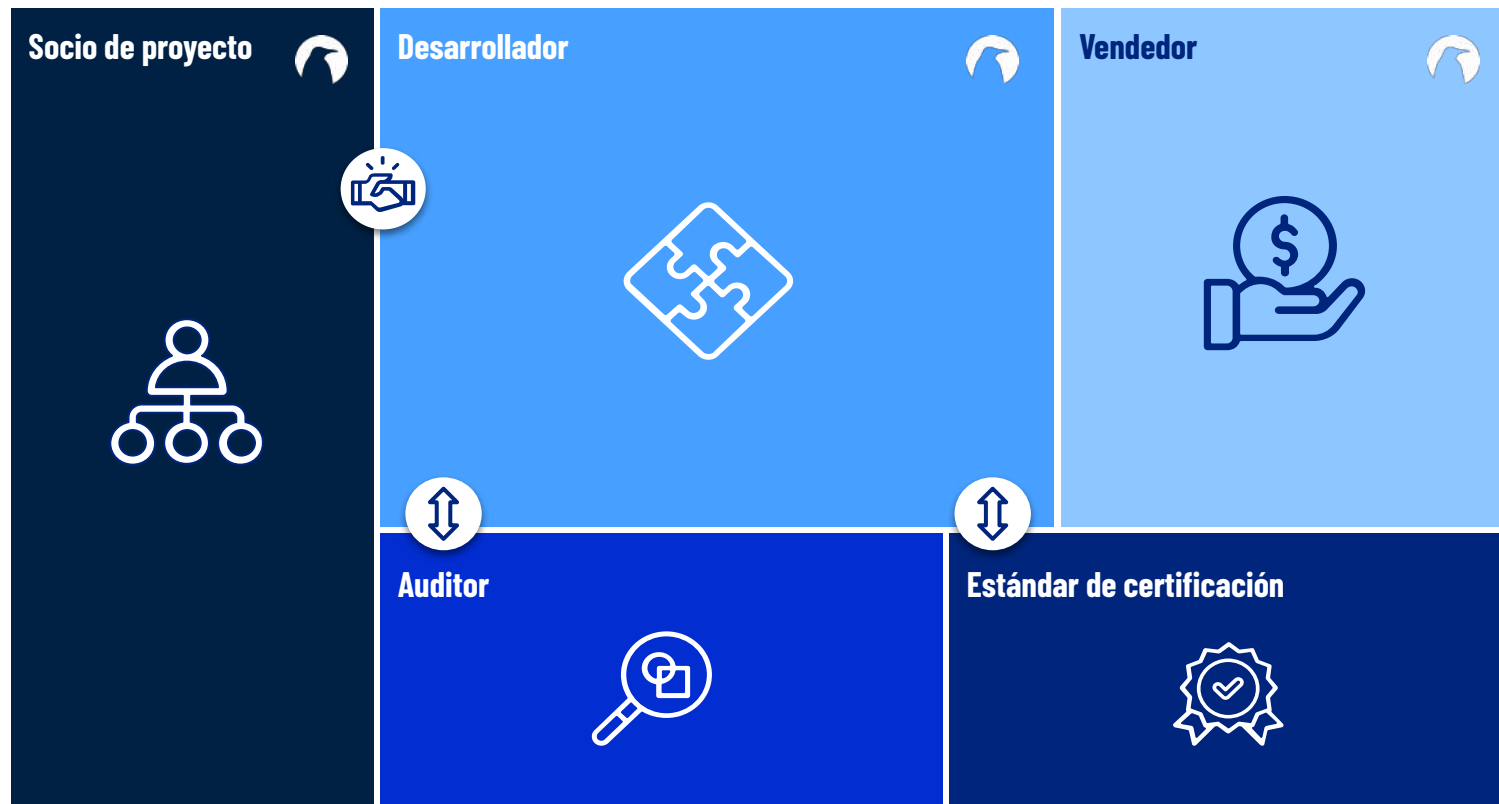 Socio de proyecto
Desarrollador
Vendedor
$
Auditor
Estándar de certificación